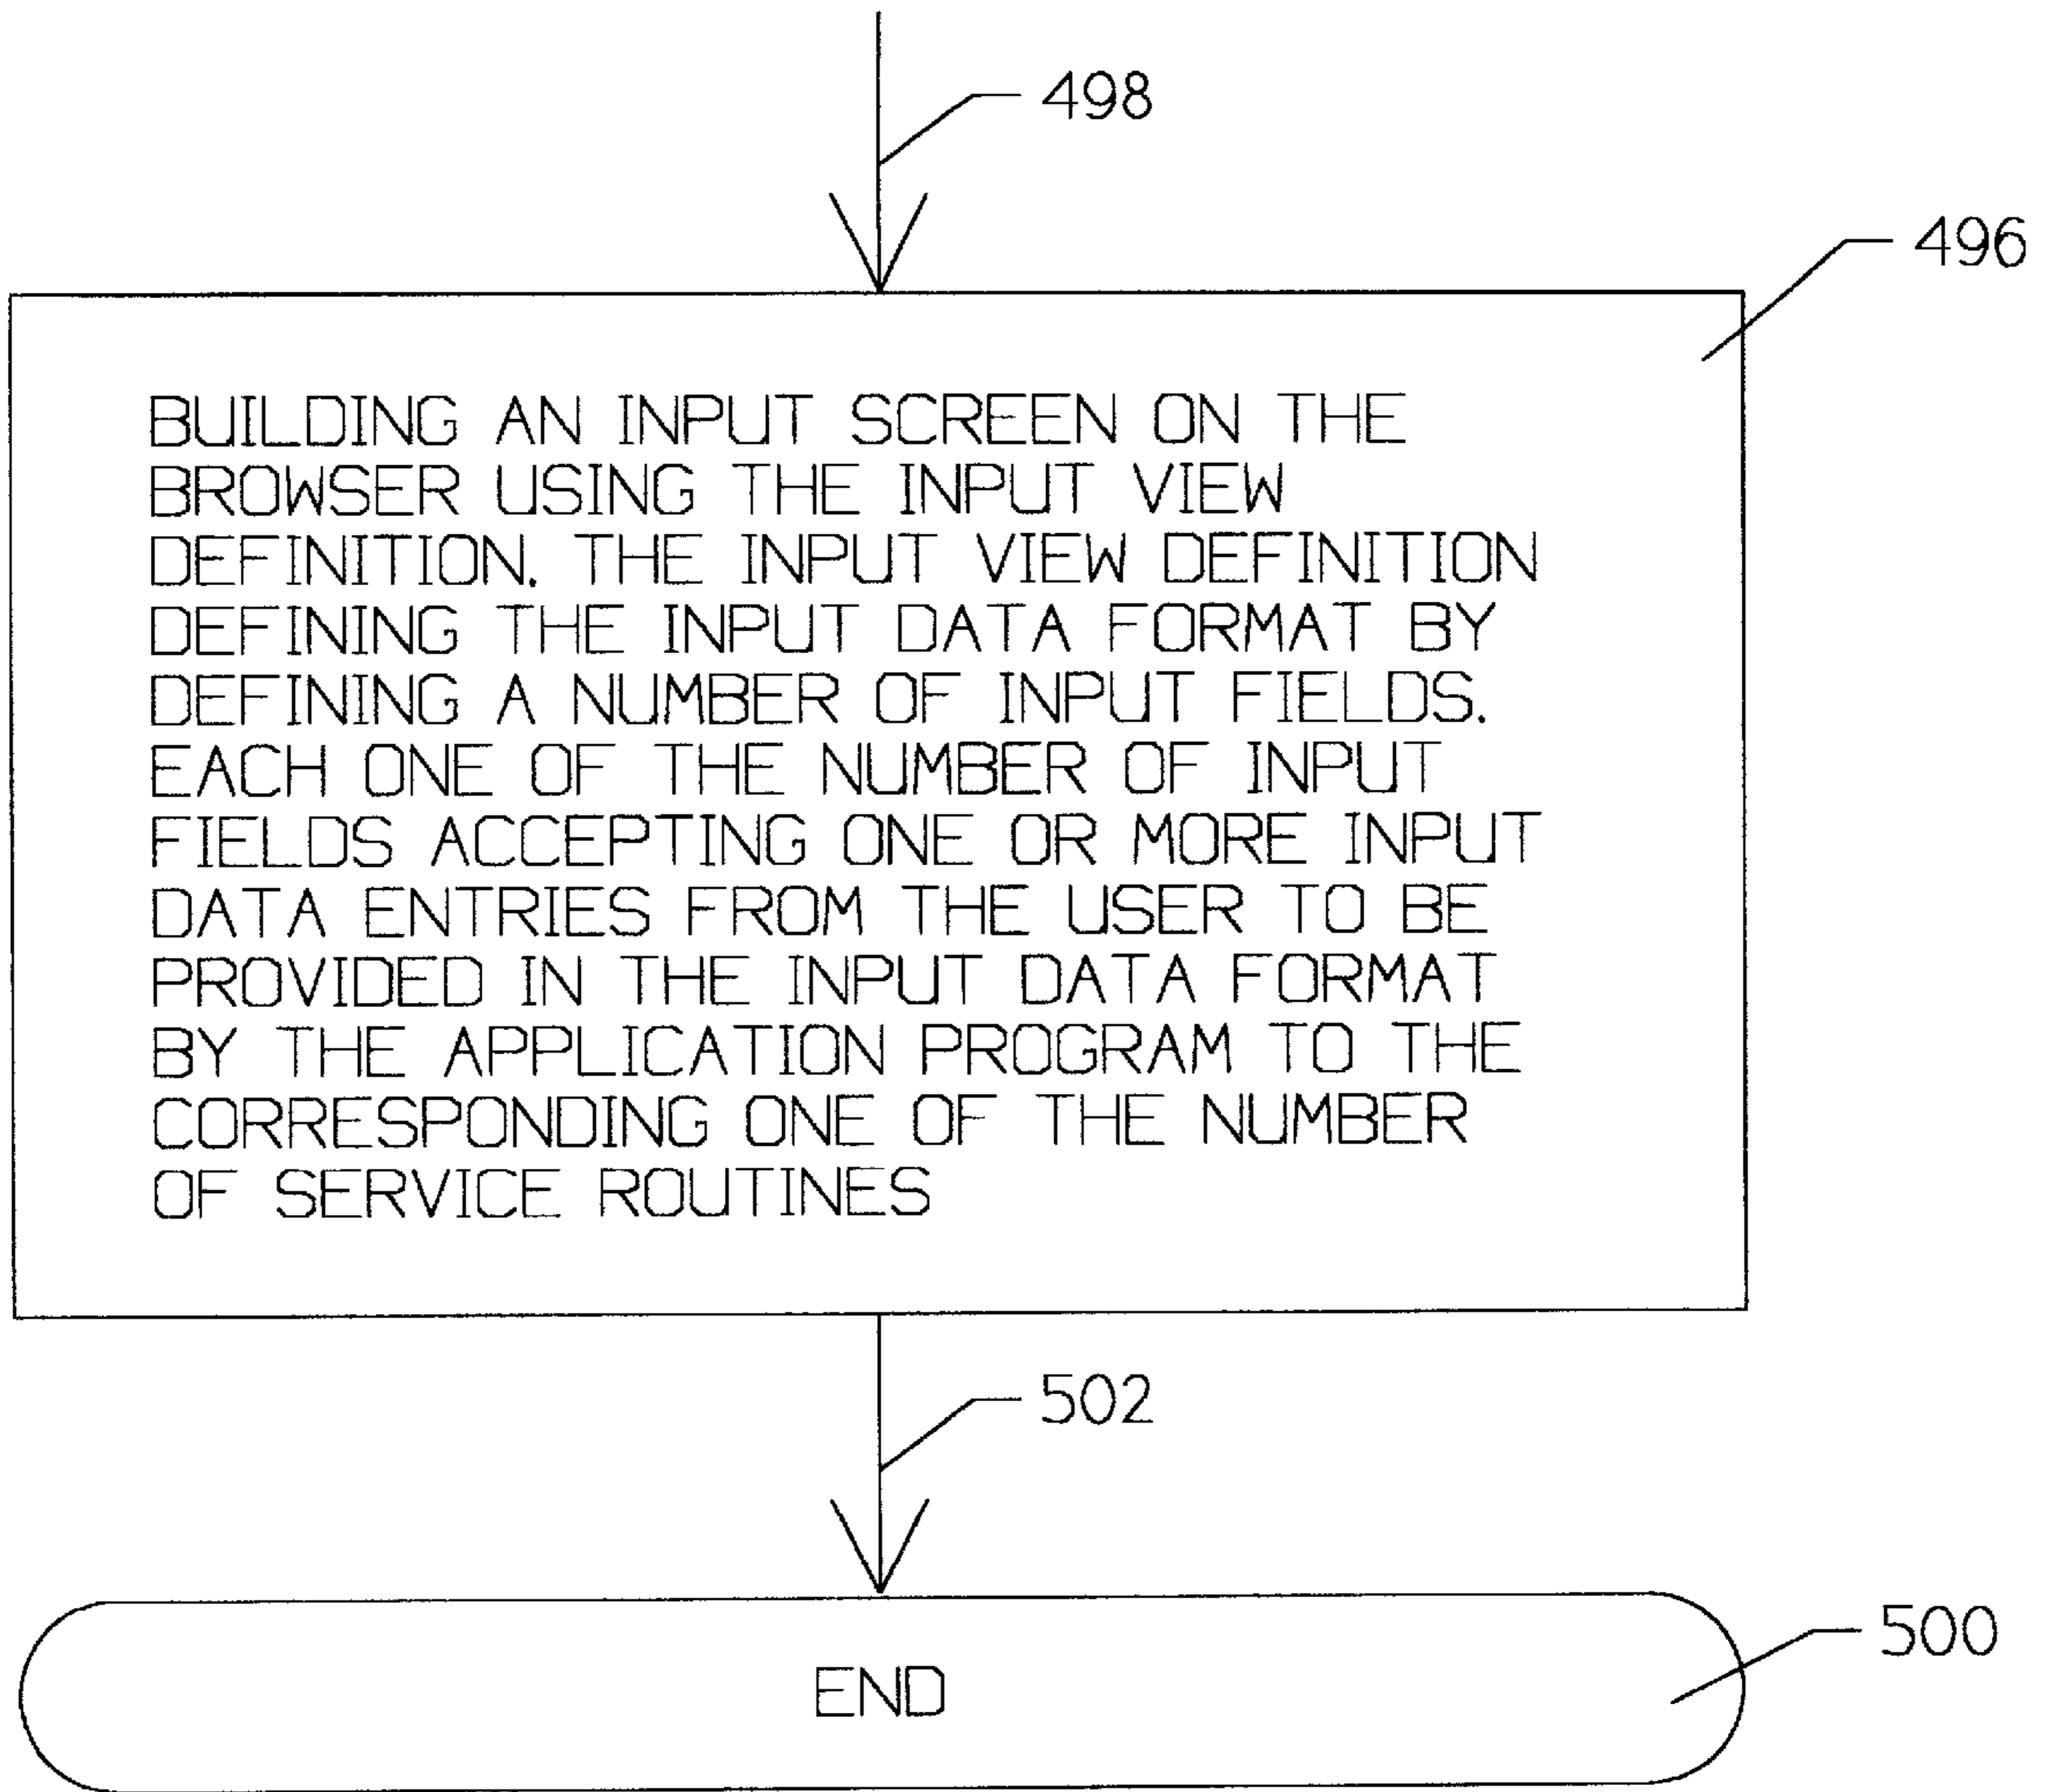 498
496
BUILDING AN INPUT SCREEN ON THE
BROWSER USING THE INPUT VIEW
DEFINITION. THE INPUT VIEW DEFINITION
DEFINING THE INPUT DATA FORMAT BY
DEFINING A NUMBER OF INPUT FIELDS.
EACH ONE OF THE NUMBER OF INPUT
FIELDS ACCEPTING ONE OR MORE INPUT
DATA ENTRIES FROM THE USER TO BE
PROVIDED IN THE INPUT DATA FORMAT
BY THE APPLICATION PROGRAM TO THE
CORRESPONDING ONE OF THE NUMBER
OF SERVICE ROUTINES
502
500
END